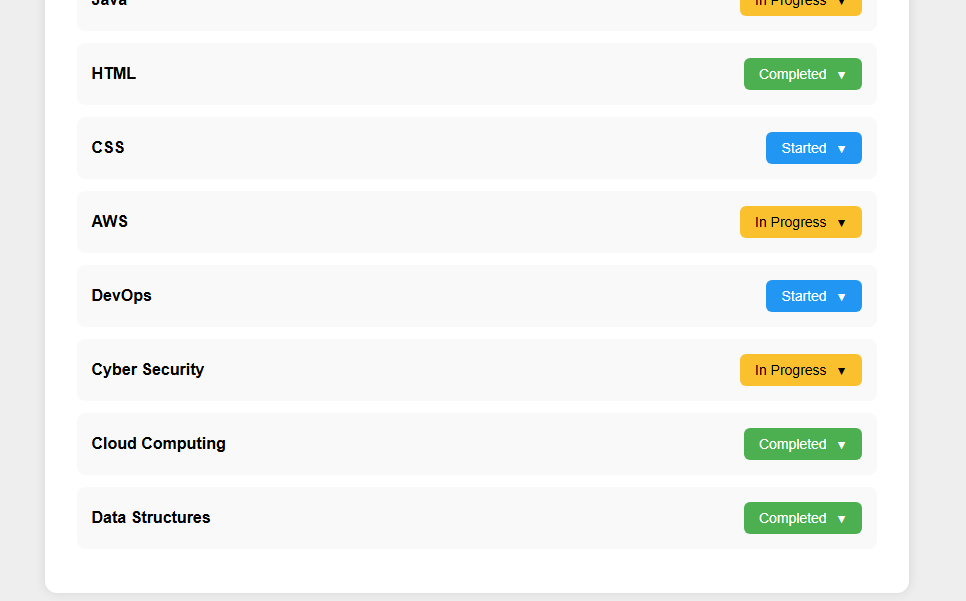 Java In Progress ▼
HTML Completed ▼
CSS Started ▼
AWS In Progress ▼
DevOps Started ▼
Cyber Security In Progress ▼
Cloud Computing Completed ▼
Data Structures Completed ▼